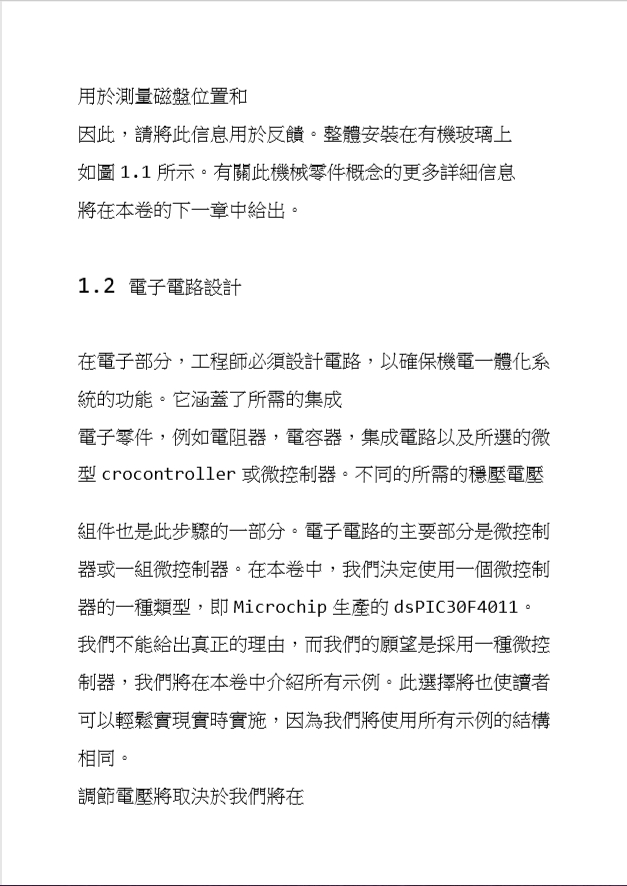 用於測量磁盤位置和
因此，請將此信息用於反饋。整體安裝在有機玻璃上
如圖 1.1 所示。有關此機械零件概念的更多詳細信息
將在本卷的下一章中給出。
1.2 電子電路設計
在電子部分，工程師必須設計電路，以確保機電一體化系
統的功能。它涵蓋了所需的集成
電子零件，例如電阻器，電容器，集成電路以及所選的微
型 crocontroller 或微控制器。不同的所需的穩壓電壓
組件也是此步驟的一部分。電子電路的主要部分是微控制
器或一組微控制器。在本卷中，我們決定使用一個微控制
器的一種類型，即 Microchip 生產的 dsPIC30F4011。
我們不能給出真正的理由，而我們的願望是採用一種微控
制器，我們將在本卷中介紹所有示例。此選擇將也使讀者
可以輕鬆實現實時實施，因為我們將使用所有示例的結構
相同。
調節電壓將取決於我們將在